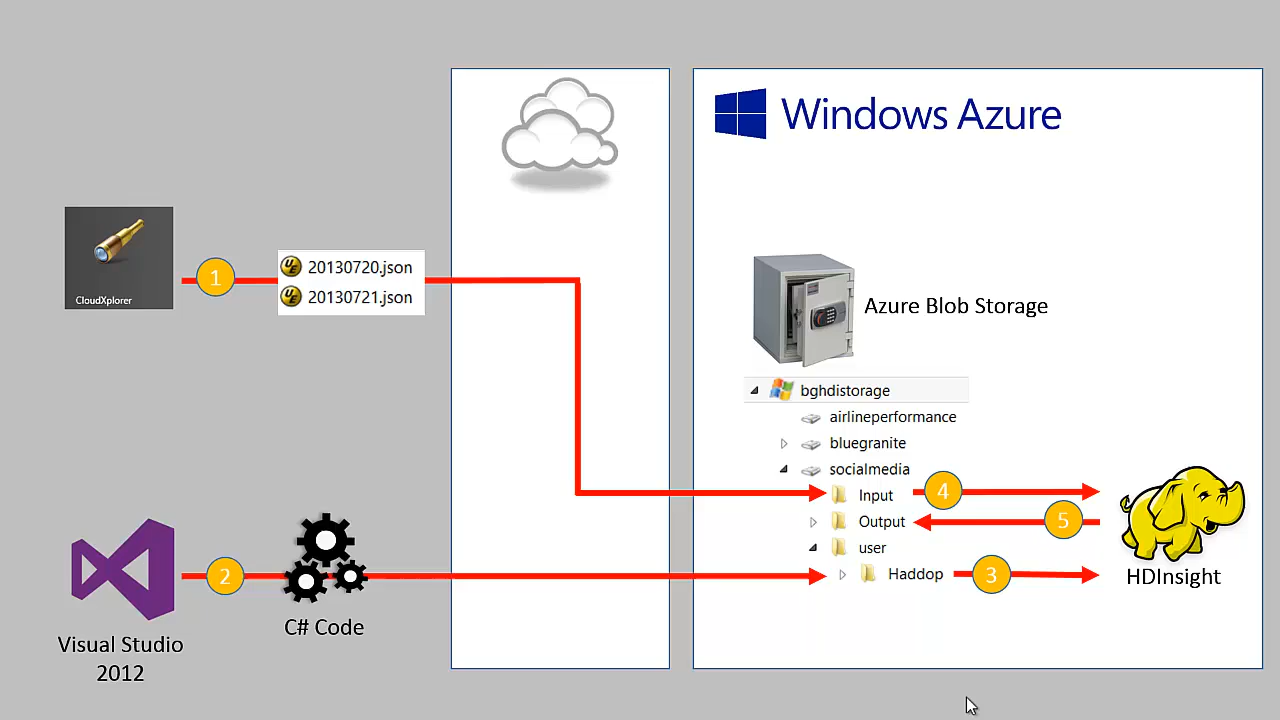 Windows Azure
CloudXplorer
1
20130720.json
20130721.json
Azure Blob Storage
bghdistorage
airlineperformance
bluegranite
socialmedia
Input
4
Output
5
user
Haddop
3
HDInsight
2
C# Code
Visual Studio
2012